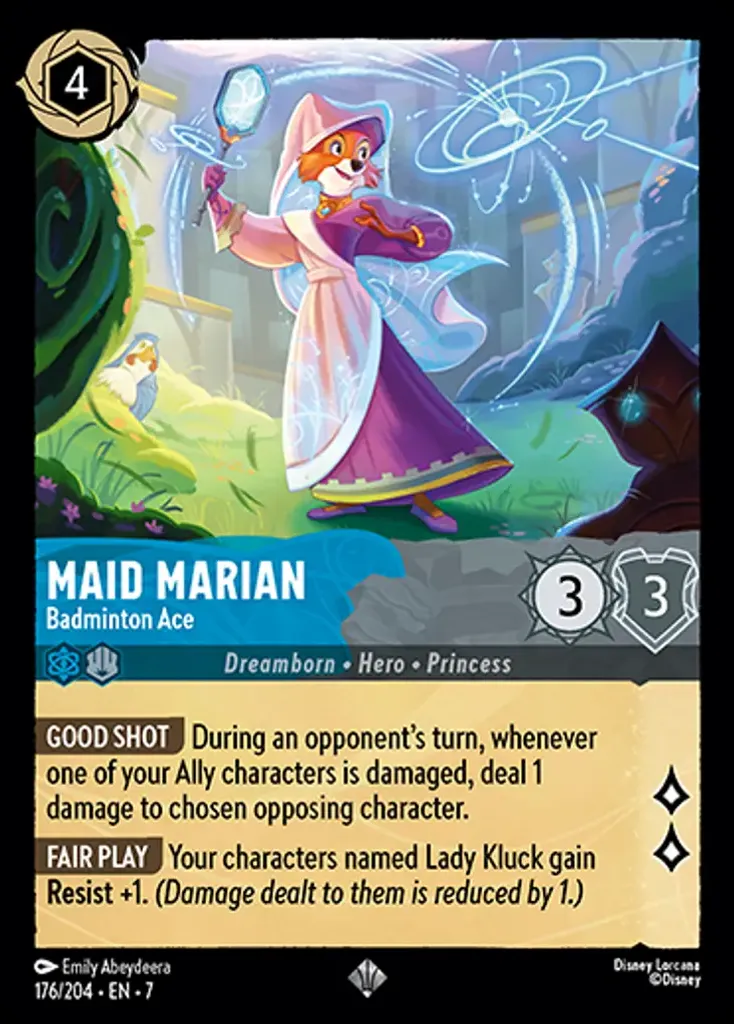 4
MAID MARIAN
Badminton Ace
3
3
Dreamborn • Hero • Princess
GOOD SHOT During an opponent's turn, whenever
one of your Ally characters is damaged, deal 1
damage to chosen opposing character.
FAIR PLAY Your characters named Lady Kluck gain
Resist +1. (Damage dealt to them is reduced by 1.)
Emily Abeydeera
176/204 • EN • 7
Disney Lorcana
©Disney